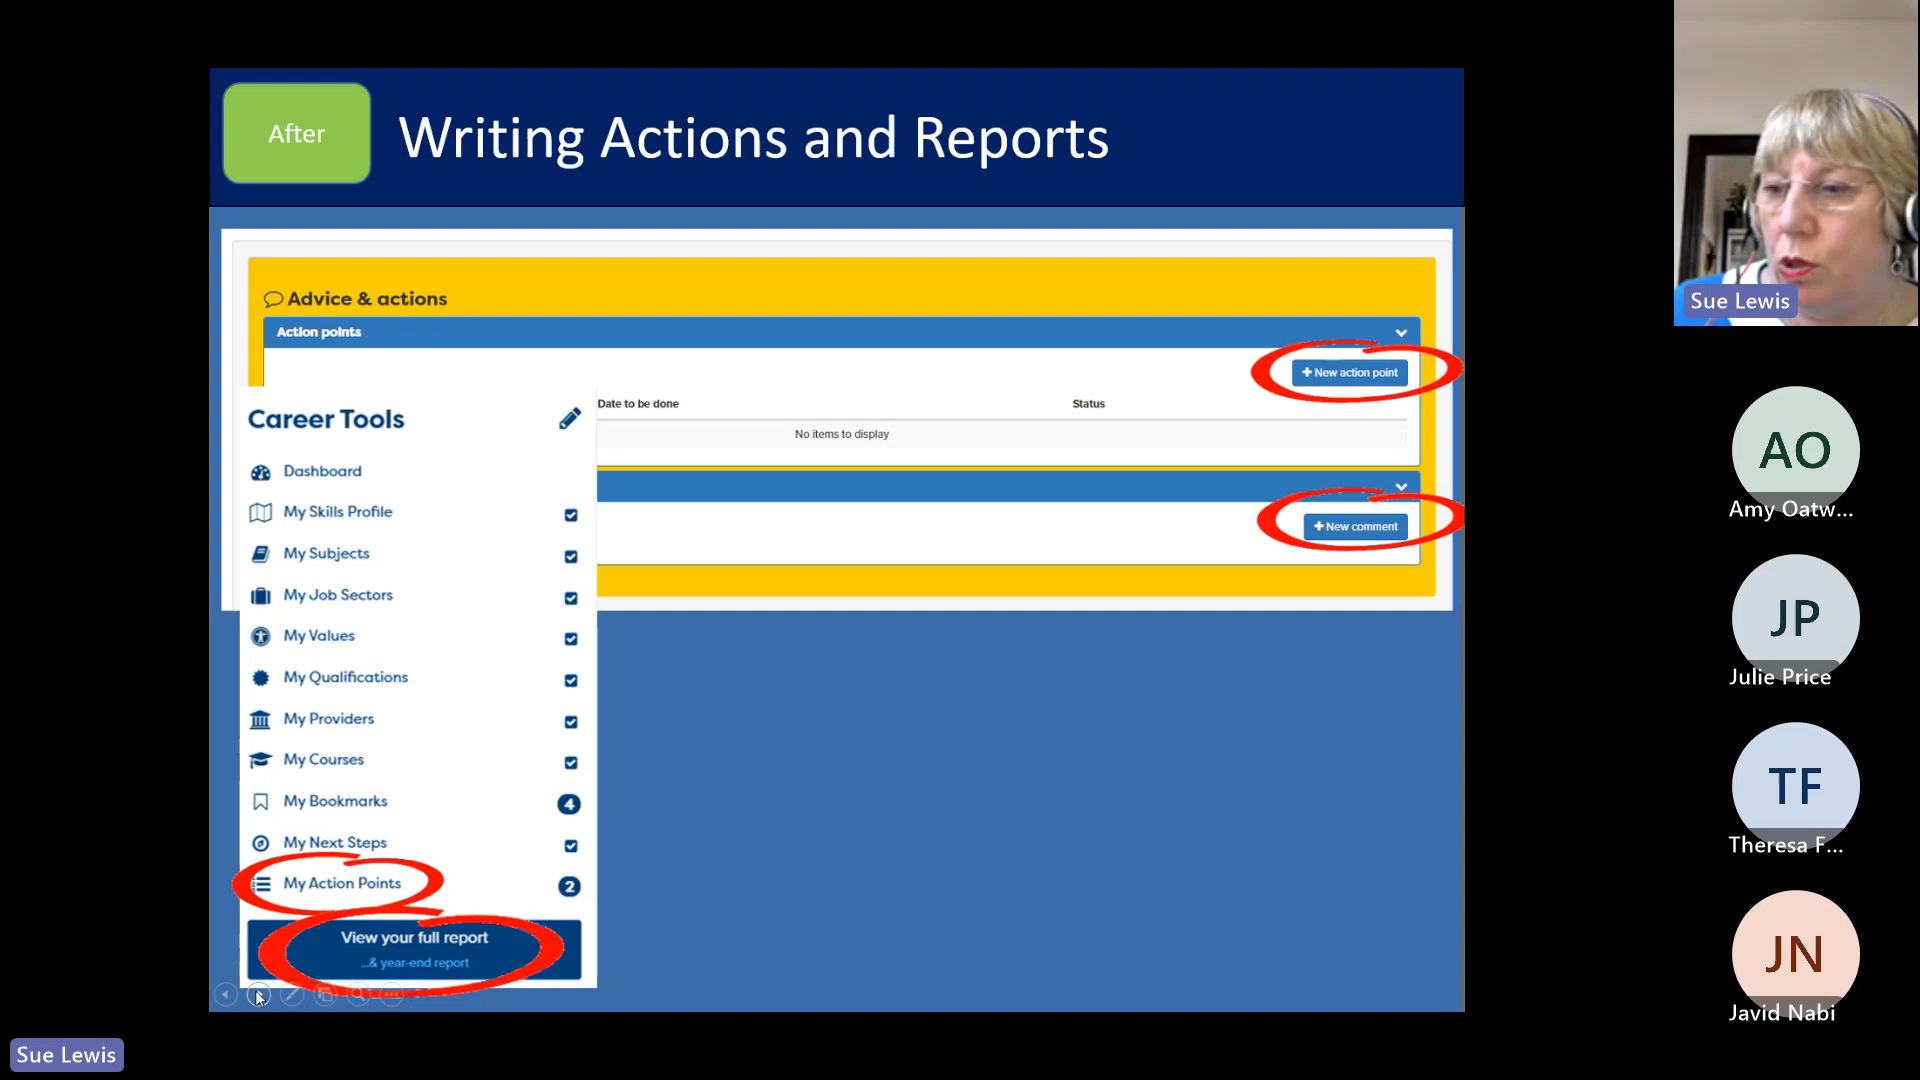 After
Writing Actions and Reports
Advice & actions
Action points
New action point
Date to be done
Status
No items to display
New comment
Career Tools
Dashboard
My Skills Profile
My Subjects
My Job Sectors
My Values
My Qualifications
My Providers
My Courses
My Bookmarks
4
My Next Steps
My Action Points
2
View your full report
...& year-end report
Sue Lewis
AO
Amy Oatw...
JP
Julie Price
TF
Theresa F...
JN
Javid Nabi
Sue Lewis